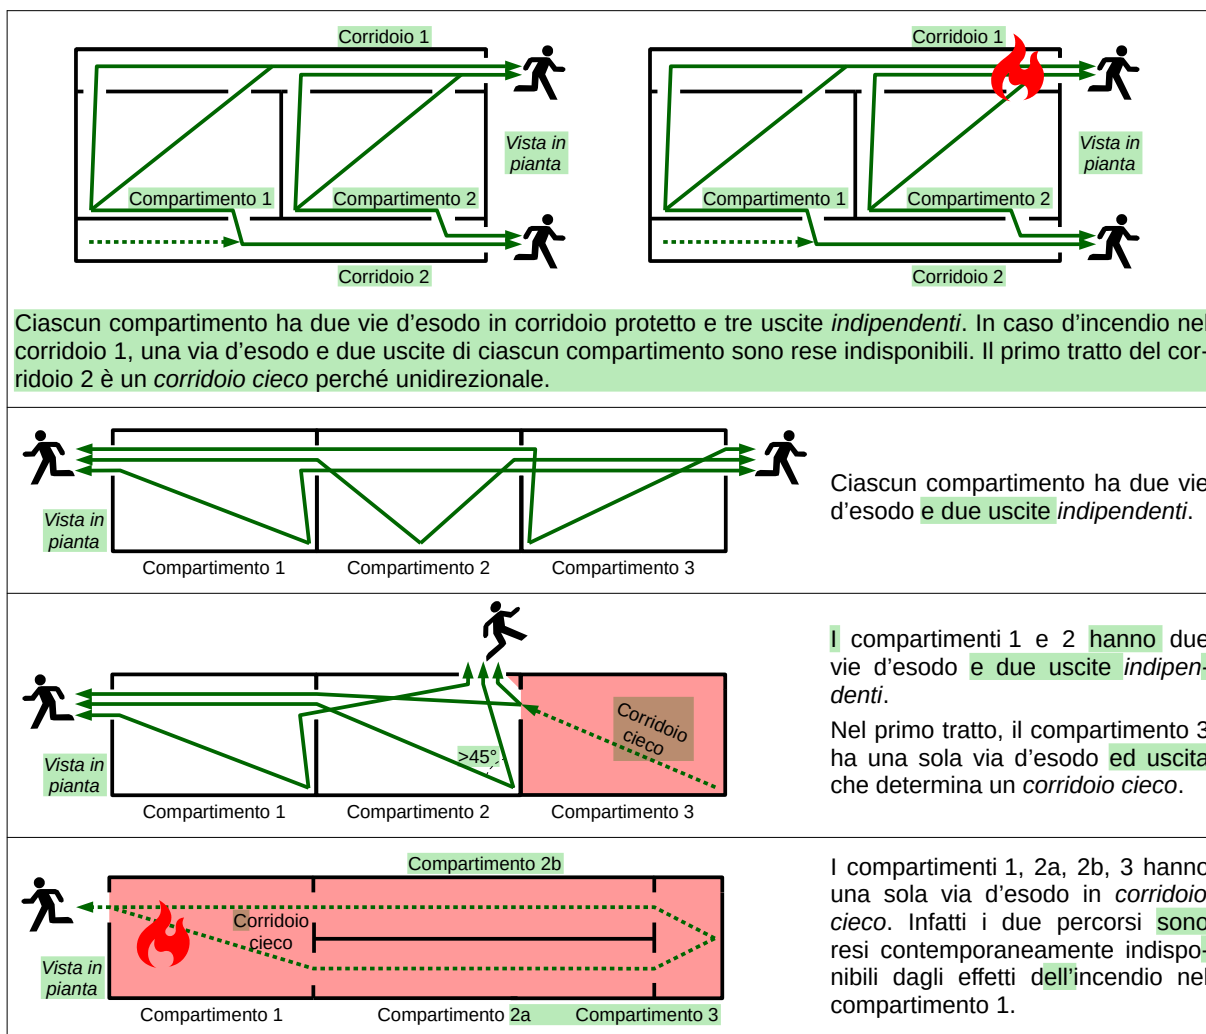 Corridoio 1
Corridoio 1
Vista in
pianta
Vista in
pianta
Compartimento 1
Compartimento 2
Compartimento 1
Compartimento 2
Corridoio 2
Corridoio 2
Ciascun compartimento ha due vie d'esodo in corridoio protetto e tre uscite indipendenti. In caso d'incendio nel
corridoio 1, una via d'esodo e due uscite di ciascun compartimento sono rese indisponibili. Il primo tratto del cor-
ridoio 2 è un corridoio cieco perché unidirezionale.
Vista in
pianta
Compartimento 1
Compartimento 2
Compartimento 3
Ciascun compartimento ha due vie
d'esodo e due uscite indipendenti.
Corridoio
cieco
>45°
Vista in
pianta
Compartimento 1
Compartimento 2
Compartimento 3
I compartimenti 1 e 2 hanno due
vie d'esodo e due uscite indipen-
denti.
Nel primo tratto, il compartimento 3
ha una sola via d'esodo ed uscita
che determina un corridoio cieco.
Compartimento 2b
Corridoio
cieco
Vista in
pianta
Compartimento 1
Compartimento 2a
Compartimento 3
I compartimenti 1, 2a, 2b, 3 hanno
una sola via d'esodo in corridoio
cieco. Infatti i due percorsi sono
resi contemporaneamente indispo-
nibili dagli effetti dell'incendio nel
compartimento 1.